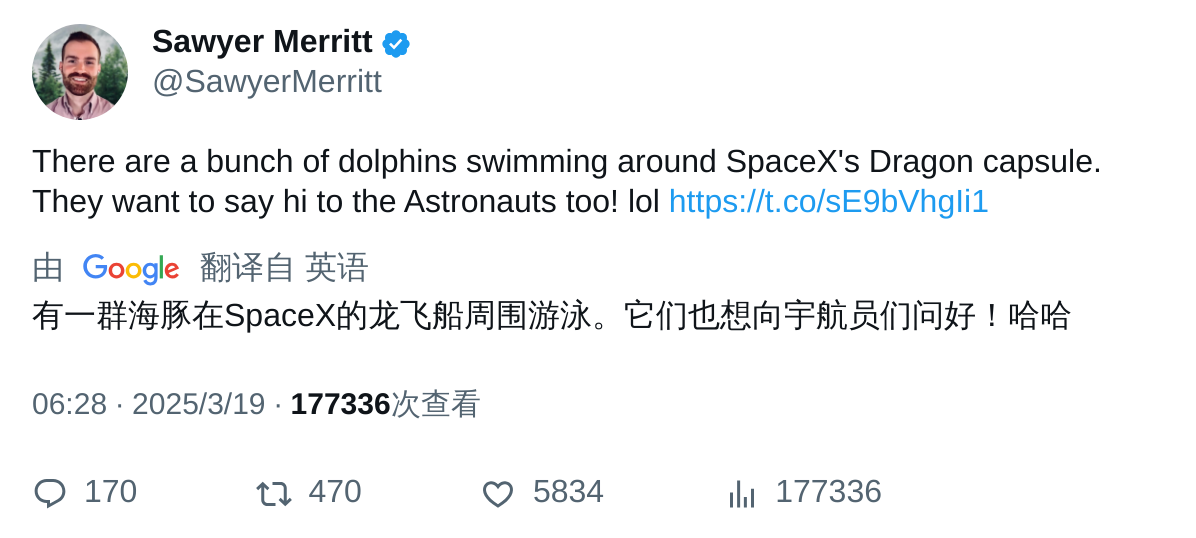 Sawyer Merritt
@SawyerMerritt
There are a bunch of dolphins swimming around SpaceX's Dragon capsule.
They want to say hi to the Astronauts too! lol https://t.co/sE9bVhgIi1
由 Google 翻译自 英语
有一群海豚在SpaceX的龙飞船周围游泳。它们也想向宇航员们问好！哈哈
06:28 · 2025/3/19 · 177336次查看
170 470 5834 177336